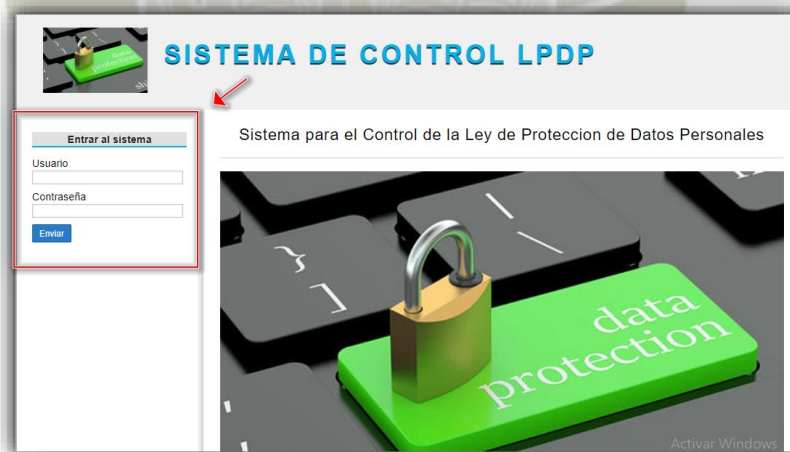 data
protection
SISTEMA DE CONTROL LPDP
Entrar al sistema
Usuario
Contraseña
Enviar
Sistema para el Control de la Ley de Proteccion de Datos Personales
}
]
|
\
data
protection
Activar Windows